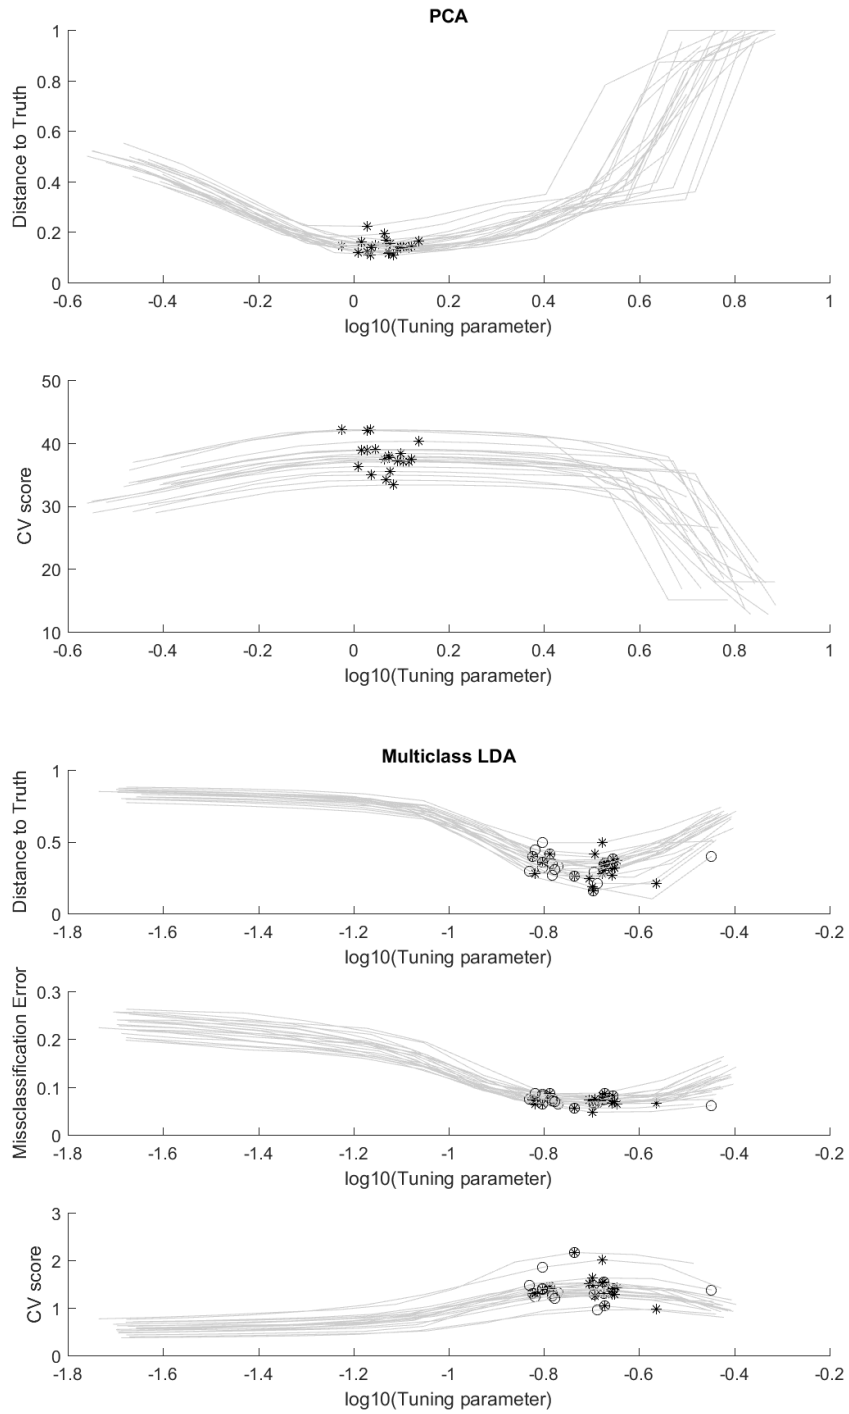 PCA
Distance to Truth
1
0.8
0.6
0.4
0.2
0
-0.6 -0.4 -0.2 0 0.2 0.4 0.6 0.8 1
log10(Tuning parameter)
CV score
50
40
30
20
10
-0.6 -0.4 -0.2 0 0.2 0.4 0.6 0.8 1
log10(Tuning parameter)
Multiclass LDA
Distance to Truth
1
0.5
0
-1.8 -1.6 -1.4 -1.2 -1 -0.8 -0.6 -0.4 -0.2
log10(Tuning parameter)
Missclassification Error
0.3
0.2
0.1
0
-1.8 -1.6 -1.4 -1.2 -1 -0.8 -0.6 -0.4 -0.2
log10(Tuning parameter)
CV score
3
2
1
0
-1.8 -1.6 -1.4 -1.2 -1 -0.8 -0.6 -0.4 -0.2
log10(Tuning parameter)